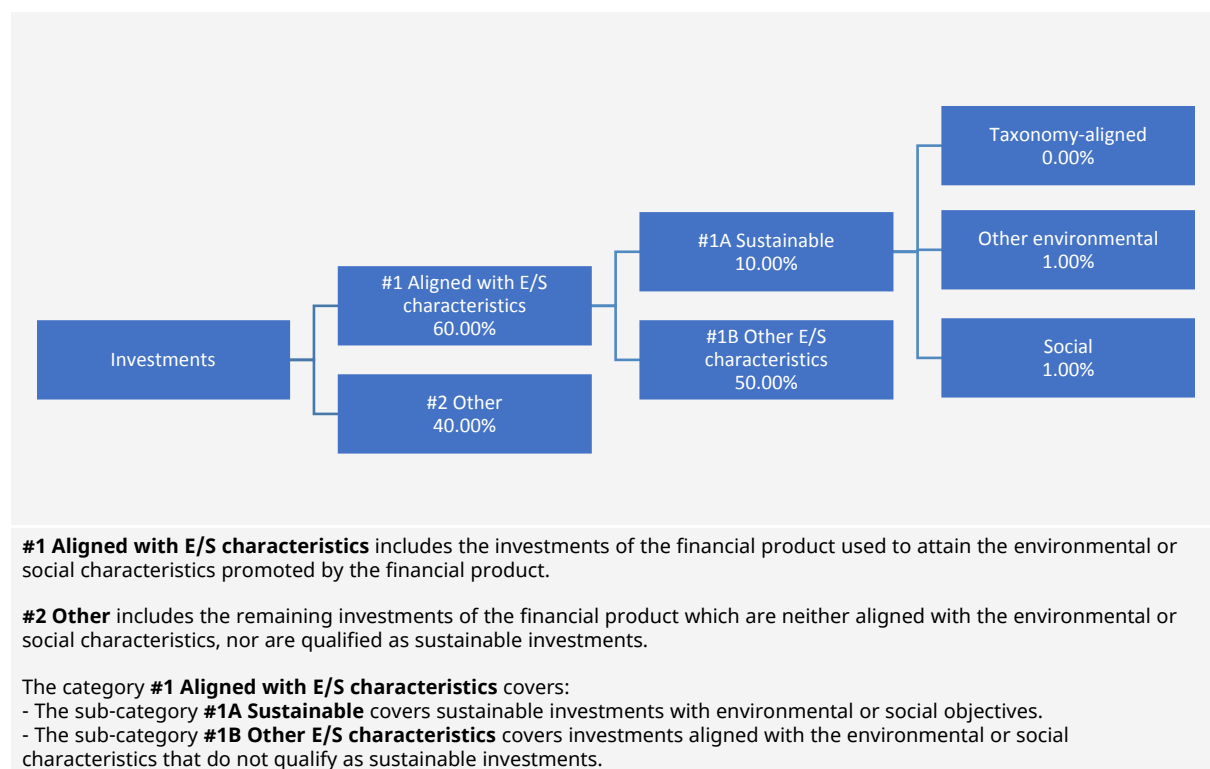 Investments
#1 Aligned with E/S
characteristics
60.00%
#2 Other
40.00%
#1A Sustainable
10.00%
#1B Other E/S
characteristics
50.00%
Taxonomy-aligned
0.00%
Other environmental
1.00%
Social
1.00%
#1 Aligned with E/S characteristics includes the investments of the financial product used to attain the environmental or
social characteristics promoted by the financial product.
#2 Other includes the remaining investments of the financial product which are neither aligned with the environmental or
social characteristics, nor are qualified as sustainable investments.
The category #1 Aligned with E/S characteristics covers:
- The sub-category #1A Sustainable covers sustainable investments with environmental or social objectives.
- The sub-category #1B Other E/S characteristics covers investments aligned with the environmental or social
characteristics that do not qualify as sustainable investments.